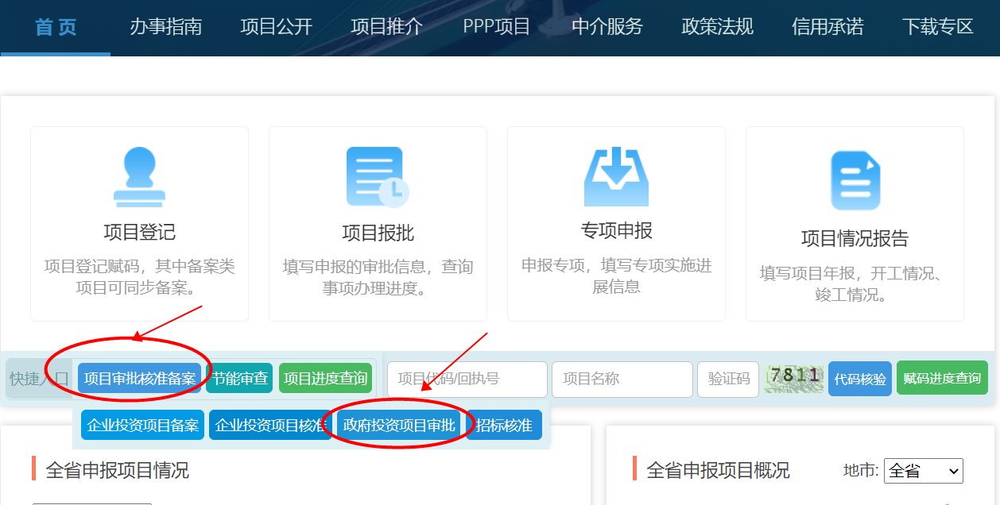 首页 办事指南 项目公开 项目推介 PPP项目 中介服务 政策法规 信用承诺 下载专区
项目登记
项目登记赋码，其中备案类
项目可同步备案。
项目报批
填写申报的审批信息，查询
事项办理进度。
专项申报
申报专项，填写专项实施进
展信息
项目情况报告
填写项目年报，开工情况、
竣工情况。
快捷入口 项目审批核准备案 节能审查 项目进度查询 项目代码/回执号 项目名称 验证码 7811 代码核验 赋码进度查询
企业投资项目备案 企业投资项目核准 政府投资项目审批 招标核准
全省申报项目情况
全省申报项目概况 地市: 全省